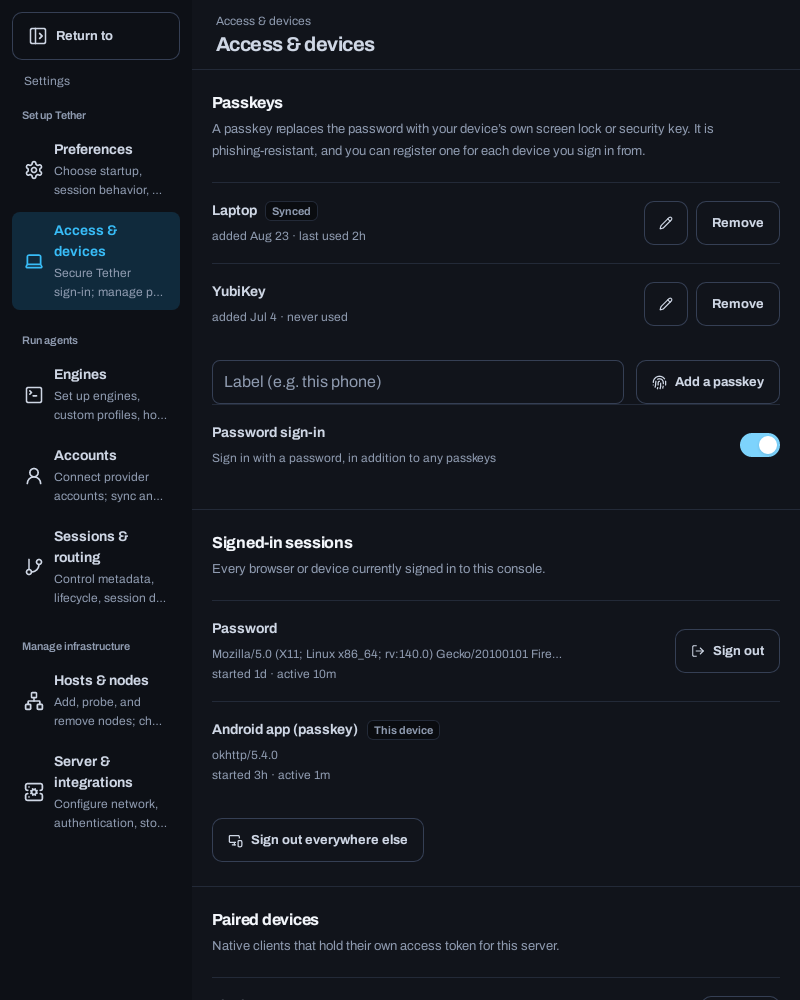 Return to
Settings
Set up Tether
Preferences
Choose startup,
session behavior, ...
Access &
devices
Secure Tether
sign-in; manage p...
Run agents
Engines
Set up engines,
custom profiles, ho...
Accounts
Connect provider
accounts; sync an...
Sessions &
routing
Control metadata,
lifecycle, session d...
Manage infrastructure
Hosts & nodes
Add, probe, and
remove nodes; ch...
Server &
integrations
Configure network,
authentication, sto...
Access & devices
Access & devices
Passkeys
A passkey replaces the password with your device's own screen lock or security key. It is
phishing-resistant, and you can register one for each device you sign in from.
Laptop Synced
added Aug 23 · last used 2h
Remove
YubiKey
added Jul 4 · never used
Remove
Label (e.g. this phone)
Add a passkey
Password sign-in
Sign in with a password, in addition to any passkeys
Signed-in sessions
Every browser or device currently signed in to this console.
Password
Mozilla/5.0 (X11; Linux x86_64; rv:140.0) Gecko/20100101 Fire...
started 1d · active 10m
Sign out
Android app (passkey) This device
okhttp/5.4.0
started 3h · active 1m
Sign out everywhere else
Paired devices
Native clients that hold their own access token for this server.